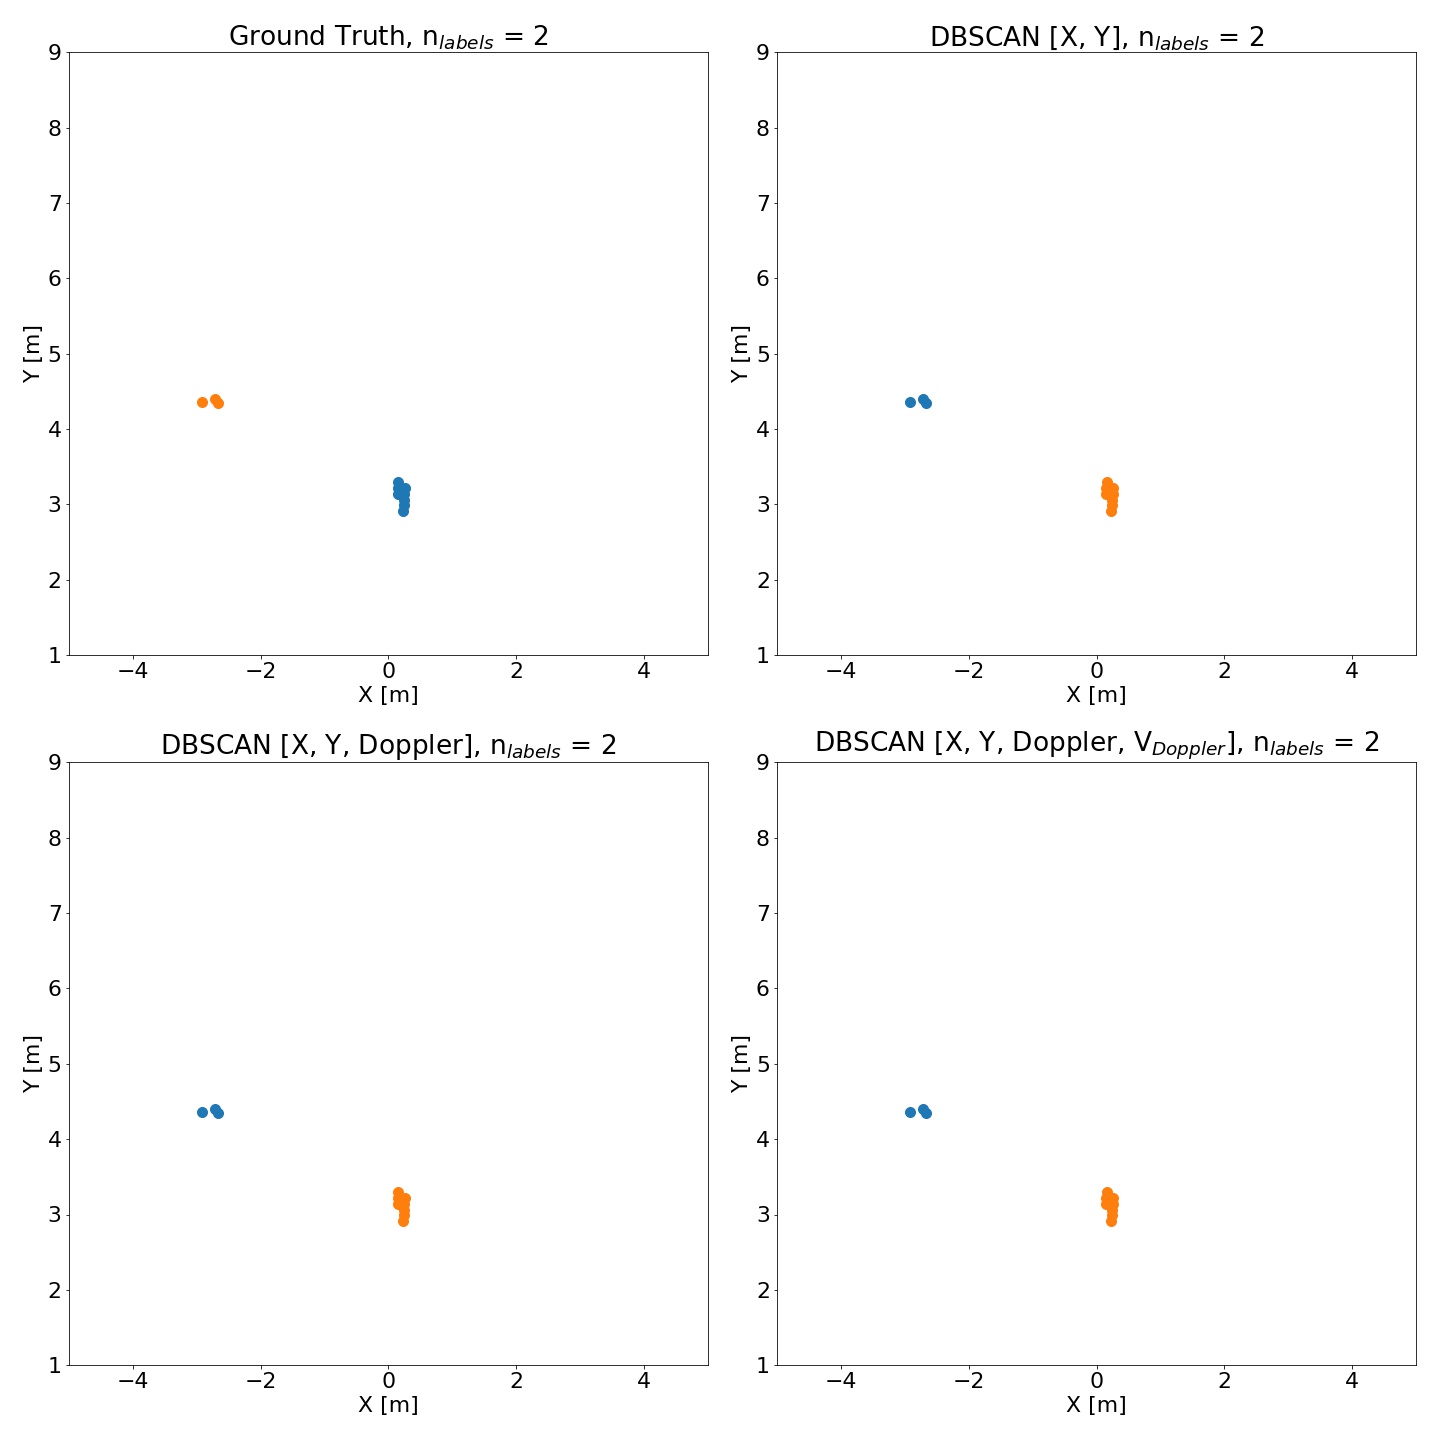 Ground Truth, n_labels = 2
9
8
7
6
5
4
3
2
1
Y [m]
−4 −2 0 2 4
X [m]
DBSCAN [X, Y], n_labels = 2
9
8
7
6
5
4
3
2
1
Y [m]
−4 −2 0 2 4
X [m]
DBSCAN [X, Y, Doppler], n_labels = 2
9
8
7
6
5
4
3
2
1
Y [m]
−4 −2 0 2 4
X [m]
DBSCAN [X, Y, Doppler, V_Doppler], n_labels = 2
9
8
7
6
5
4
3
2
1
Y [m]
−4 −2 0 2 4
X [m]